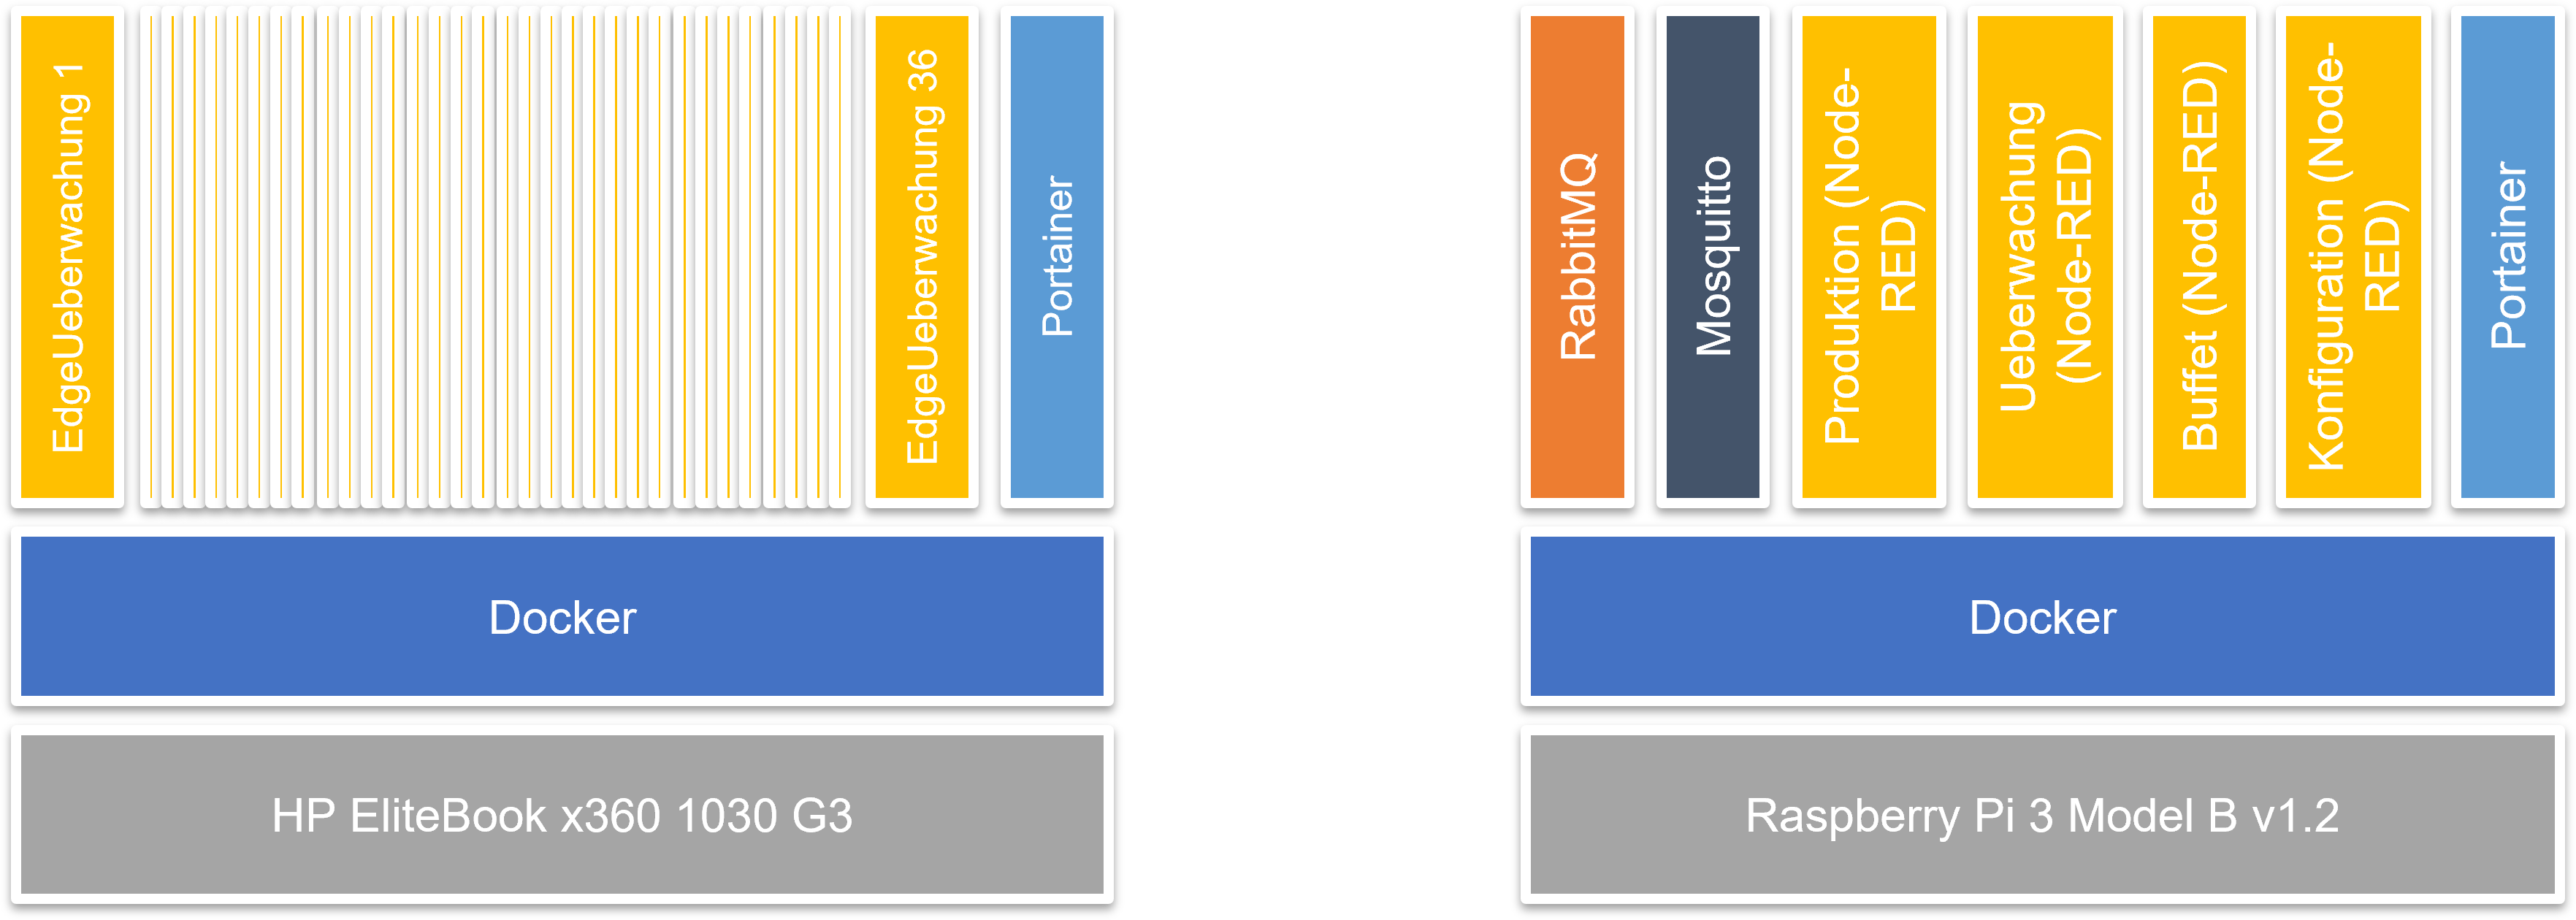 EdgeUeberwachung 1
EdgeUeberwachung 36
Portainer
Docker
HP EliteBook x360 1030 G3
RabbitMQ
Mosquitto
Produktion (Node-
RED)
Ueberwachung
(Node-RED)
Buffet (Node-RED)
Konfiguration (Node-
RED)
Portainer
Docker
Raspberry Pi 3 Model B v1.2